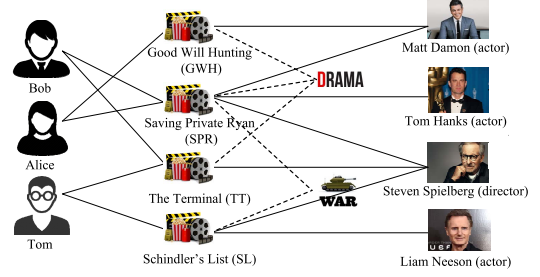 Bob
Alice
Tom
Good Will Hunting
(GWH)
Saving Private Ryan
(SPR)
The Terminal (TT)
Schindler's List (SL)
DRAMA
WAR
Matt Damon (actor)
Tom Hanks (actor)
Steven Spielberg (director)
Liam Neeson (actor)